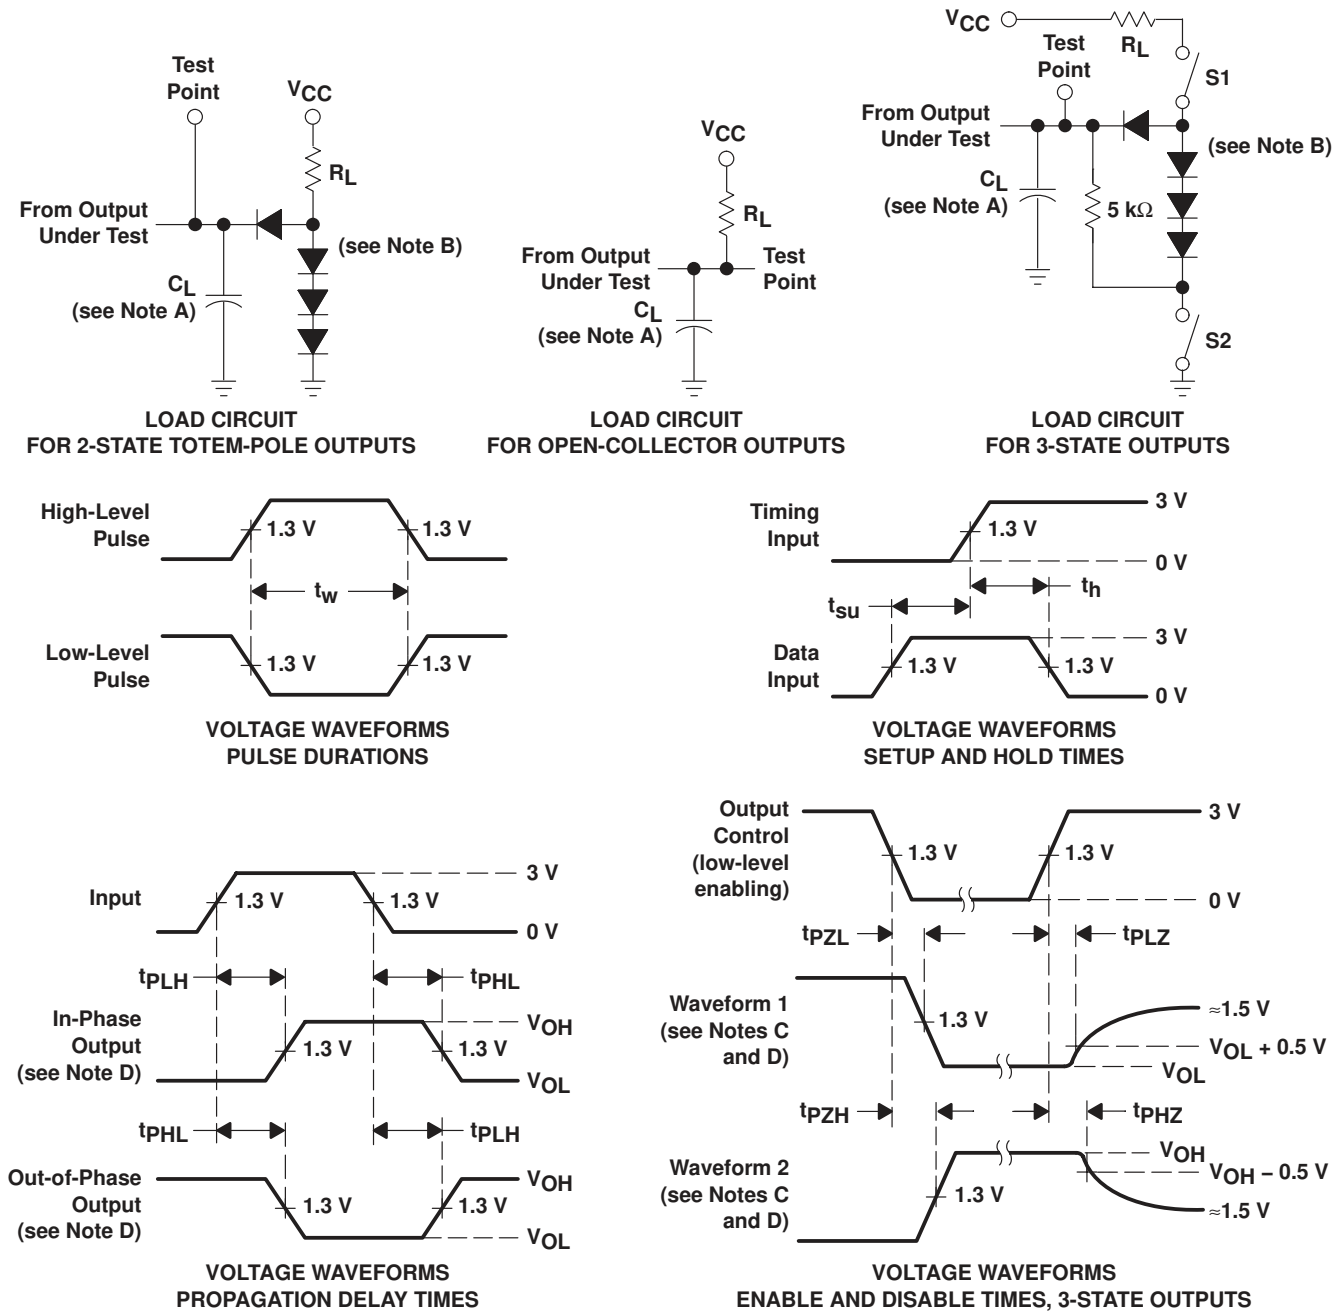 Test
Point
VCC
RL
From Output
Under Test
(see Note B)
CL
(see Note A)
LOAD CIRCUIT
FOR 2-STATE TOTEM-POLE OUTPUTS
VCC
RL
From Output
Under Test
Test
Point
CL
(see Note A)
LOAD CIRCUIT
FOR OPEN-COLLECTOR OUTPUTS
VCC
RL
Test
Point
S1
From Output
Under Test
(see Note B)
CL
(see Note A)
5 kΩ
S2
LOAD CIRCUIT
FOR 3-STATE OUTPUTS
High-Level
Pulse
1.3 V
1.3 V
tw
Low-Level
Pulse
1.3 V
1.3 V
VOLTAGE WAVEFORMS
PULSE DURATIONS
Timing
Input
3 V
1.3 V
0 V
th
tsu
Data
Input
3 V
1.3 V
1.3 V
0 V
VOLTAGE WAVEFORMS
SETUP AND HOLD TIMES
Input
3 V
1.3 V
1.3 V
0 V
tPLH
tPHL
In-Phase
Output
(see Note D)
VOH
1.3 V
1.3 V
VOL
tPHL
tPLH
Out-of-Phase
Output
(see Note D)
VOH
1.3 V
1.3 V
VOL
VOLTAGE WAVEFORMS
PROPAGATION DELAY TIMES
Output
Control
(low-level
enabling)
3 V
1.3 V
1.3 V
0 V
tPZL
tPLZ
Waveform 1
(see Notes C
and D)
1.3 V
≈1.5 V
VOL + 0.5 V
VOL
tPZH
tPHZ
Waveform 2
(see Notes C
and D)
1.3 V
VOH
VOH − 0.5 V
≈1.5 V
VOLTAGE WAVEFORMS
ENABLE AND DISABLE TIMES, 3-STATE OUTPUTS